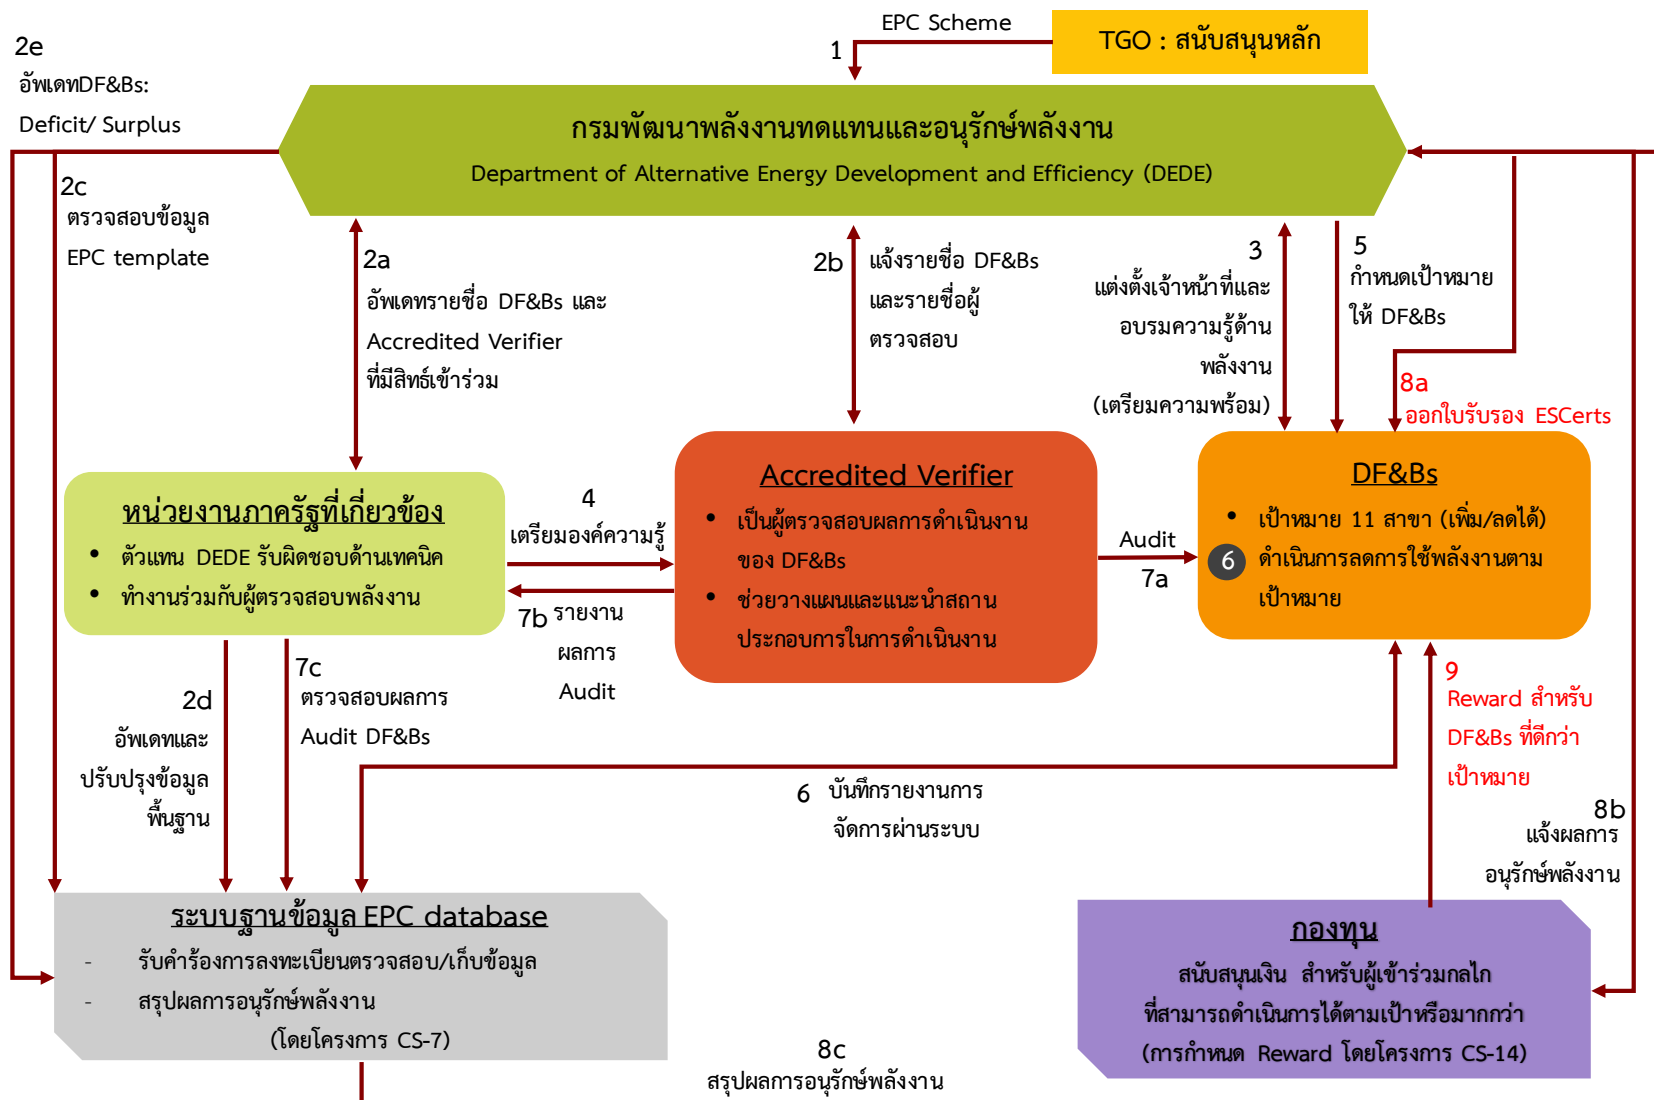 EPC Scheme
TGO : สนับสนุนหลัก
1
2e
อัพเดทDF&Bs:
Deficit/ Surplus
กรมพัฒนาพลังงานทดแทนและอนุรักษ์พลังงาน
Department of Alternative Energy Development and Efficiency (DEDE)
2c
ตรวจสอบข้อมูล
EPC template
2a
อัพเดทรายชื่อ DF&Bs และ
Accredited Verifier
ที่มีสิทธ์เข้าร่วม
2b
แจ้งรายชื่อ DF&Bs
และรายชื่อผู้
ตรวจสอบ
3
แต่งตั้งเจ้าหน้าที่และ
อบรมความรู้ด้าน
พลังงาน
(เตรียมความพร้อม)
5
กำหนดเป้าหมาย
ให้ DF&Bs
8a
ออกใบรับรอง ESCerts
หน่วยงานภาครัฐที่เกี่ยวข้อง
• ตัวแทน DEDE รับผิดชอบด้านเทคนิค
• ทำงานร่วมกับผู้ตรวจสอบพลังงาน
4
เตรียมองค์ความรู้
7b รายงาน
ผลการ
Audit
Accredited Verifier
• เป็นผู้ตรวจสอบผลการดำเนินงาน
ของ DF&Bs
• ช่วยวางแผนและแนะนำสถาน
ประกอบการในการดำเนินงาน
Audit
7a
DF&Bs
• เป้าหมาย 11 สาขา (เพิ่ม/ลดได้)
6 ดำเนินการลดการใช้พลังงานตาม
เป้าหมาย
2d
อัพเดทและ
ปรับปรุงข้อมูล
พื้นฐาน
7c
ตรวจสอบผลการ
Audit DF&Bs
6 บันทึกรายงานการ
จัดการผ่านระบบ
9
Reward สำหรับ
DF&Bs ที่ดีกว่า
เป้าหมาย
8b
แจ้งผลการ
อนุรักษ์พลังงาน
ระบบฐานข้อมูล EPC database
- รับคำร้องการลงทะเบียนตรวจสอบ/เก็บข้อมูล
- สรุปผลการอนุรักษ์พลังงาน
(โดยโครงการ CS-7)
8c
สรุปผลการอนุรักษ์พลังงาน
กองทุน
สนับสนุนเงิน สำหรับผู้เข้าร่วมกลไก
ที่สามารถดำเนินการได้ตามเป้าหรือมากกว่า
(การกำหนด Reward โดยโครงการ CS-14)